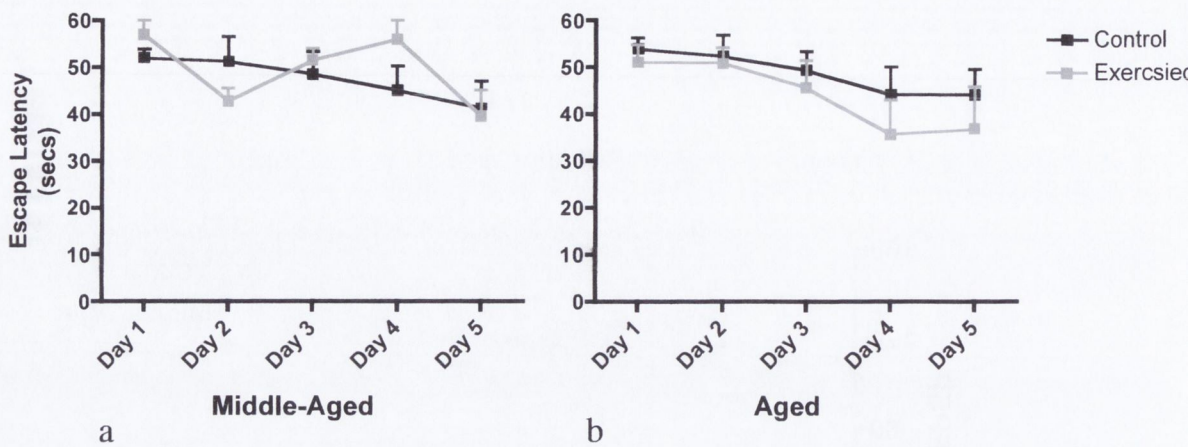 Escape Latency
(secs)
60
50
40
30
20
10
0
Day 1
Day 2
Day 3
Day 4
Day 5
Middle-Aged
a
60
50
40
30
20
10
0
Day 1
Day 2
Day 3
Day 4
Day 5
Aged
b
Control
Exercsied